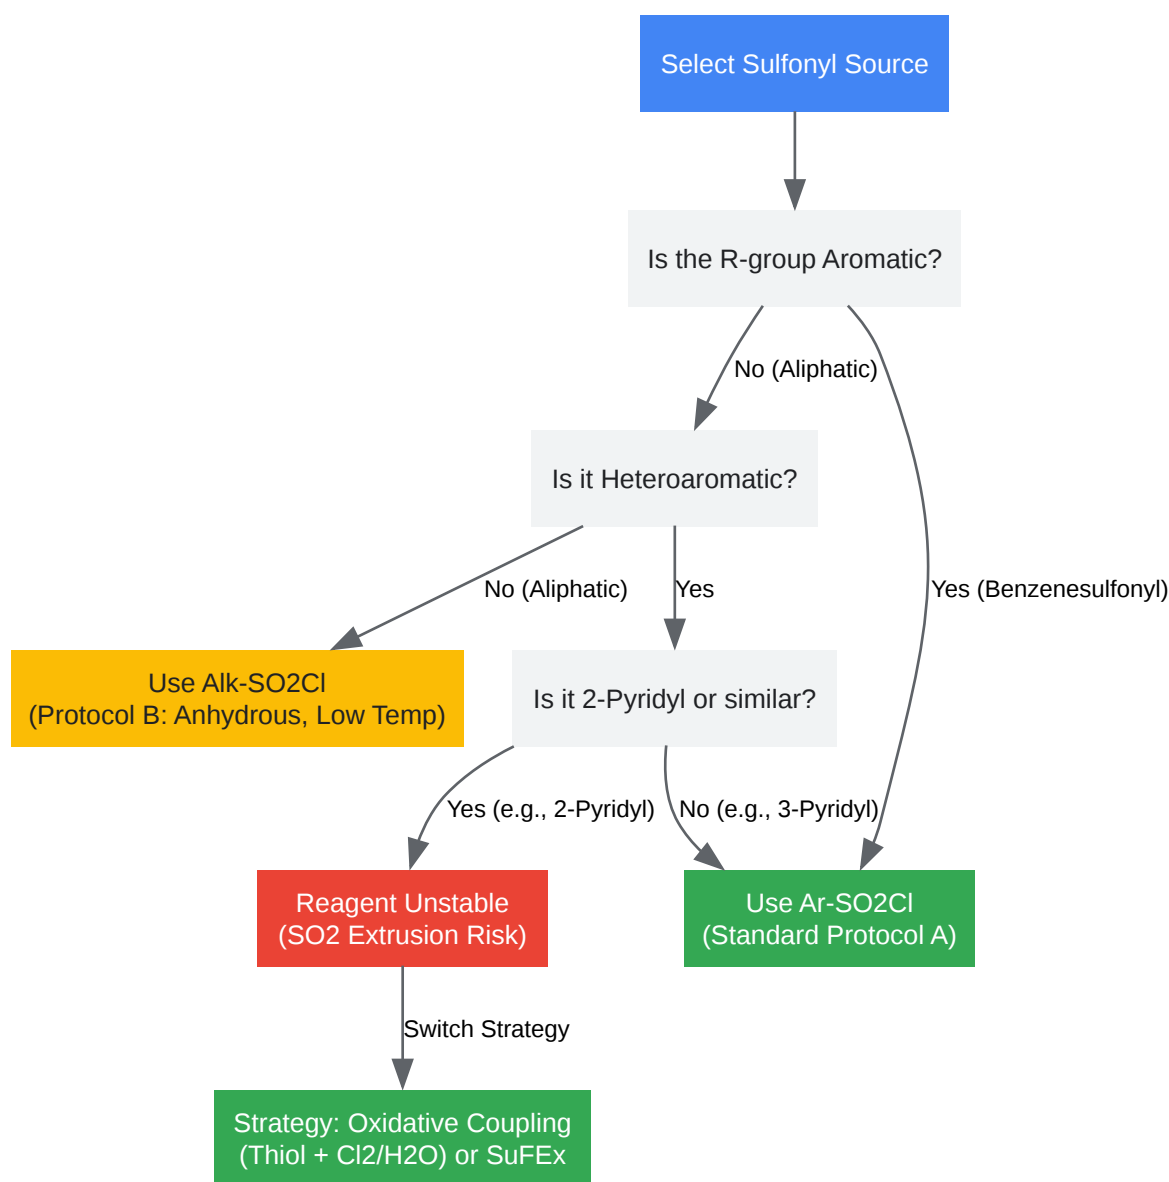 Select Sulfonyl Source
Is the R-group Aromatic?
No (Aliphatic)
Is it Heteroaromatic?
No (Aliphatic)
Yes
Yes (Benzenesulfonyl)
Use Alk-SO2Cl
(Protocol B: Anhydrous, Low Temp)
Is it 2-Pyridyl or similar?
Yes (e.g., 2-Pyridyl)
No (e.g., 3-Pyridyl)
Reagent Unstable
(SO2 Extrusion Risk)
Use Ar-SO2Cl
(Standard Protocol A)
Switch Strategy
Strategy: Oxidative Coupling
(Thiol + Cl2/H2O) or SuFEx